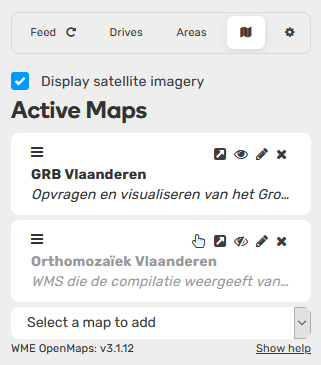 Feed Drives Areas
Display satellite imagery
Active Maps
GRB Vlaanderen
Opvragen en visualiseren van het Gro...
Orthomozaïek Vlaanderen
WMS die de compilatie weergeeft van...
Select a map to add
WME OpenMaps: v3.1.12 Show help